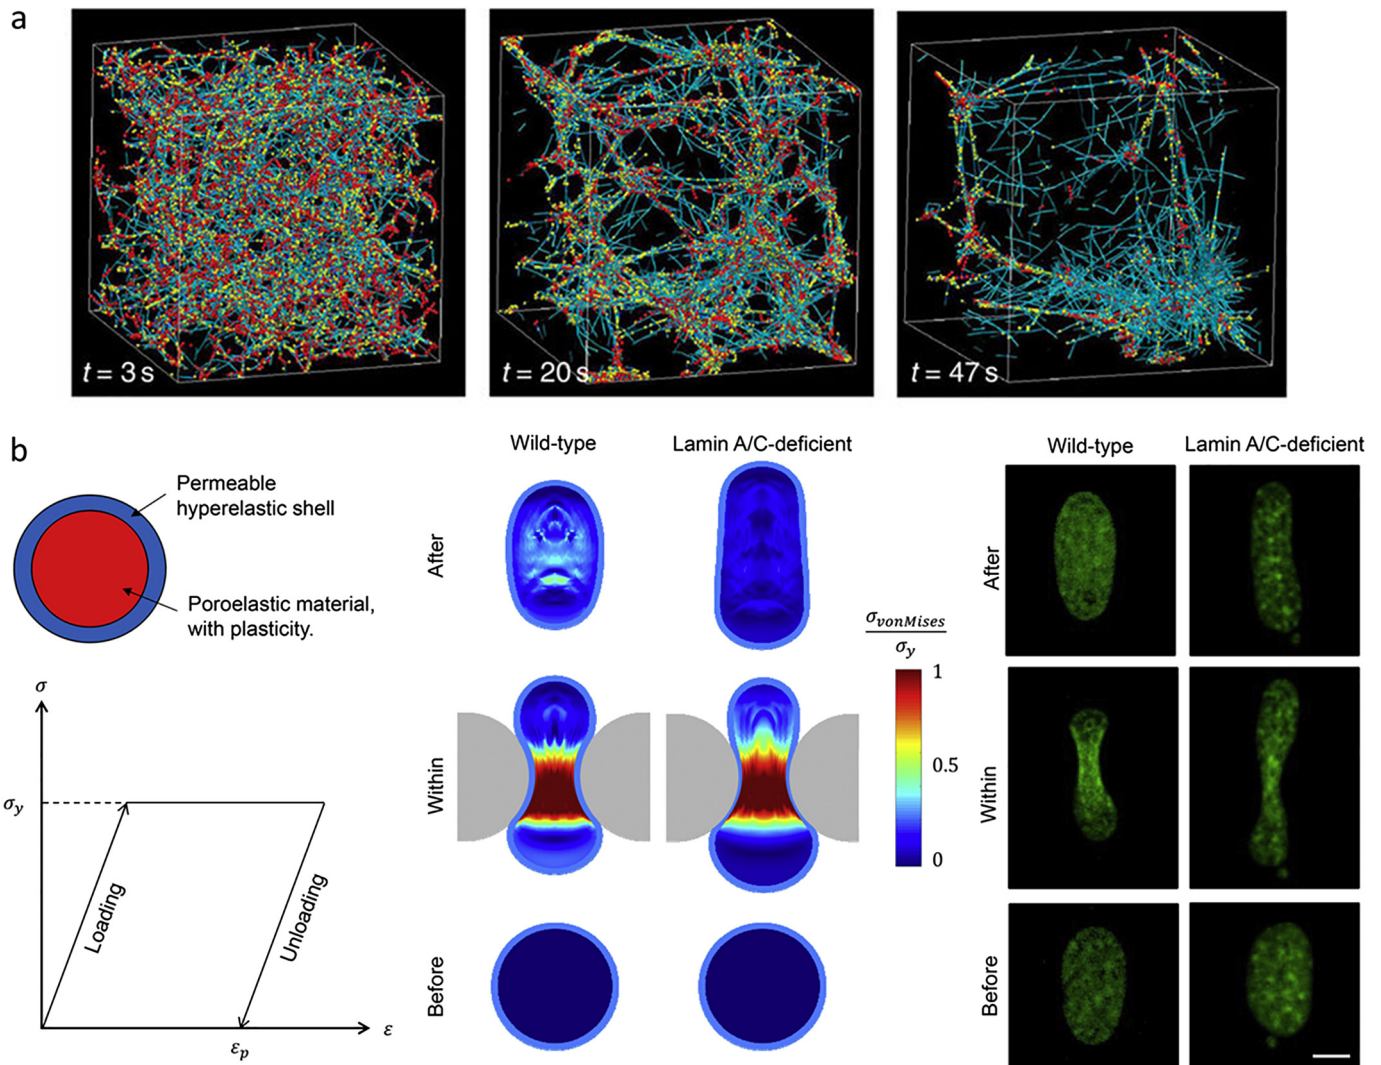 a
t = 3 s
t = 20 s
t = 47 s
b
Wild-type
Lamin A/C-deficient
Wild-type
Lamin A/C-deficient
Permeable
hyperelastic shell
Poroelastic material,
with plasticity.
After
Within
Before
σ
σy
Loading
Unloading
εp
ε
σvonMises
σy
1
0.5
0
After
Within
Before